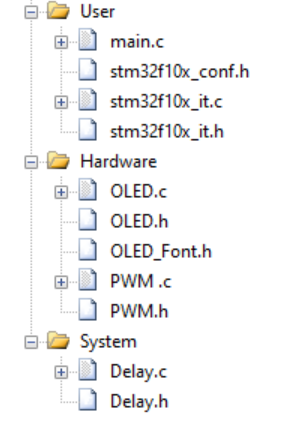 User
main.c
stm32f10x_conf.h
stm32f10x_it.c
stm32f10x_it.h
Hardware
OLED.c
OLED.h
OLED_Font.h
PWM .c
PWM.h
System
Delay.c
Delay.h